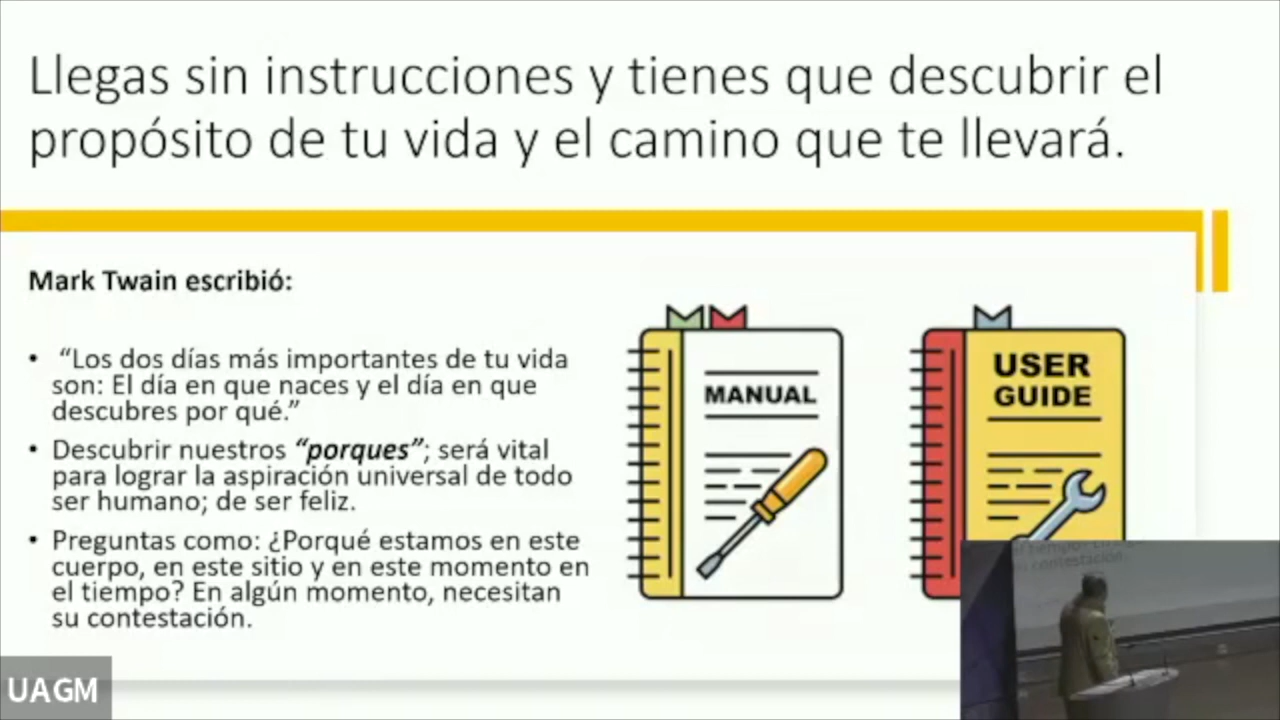 Llegas sin instrucciones y tienes que descubrir el
propósito de tu vida y el camino que te llevará.
Mark Twain escribió:
• “Los dos días más importantes de tu vida
son: El día en que naces y el día en que
descubres por qué.”
• Descubrir nuestros “porques”; será vital
para lograr la aspiración universal de todo
ser humano; de ser feliz.
• Preguntas como: ¿Porqué estamos en este
cuerpo, en este sitio y en este momento en
el tiempo? En algún momento, necesitan
su contestación.
MANUAL
USER
GUIDE
UAGM
contestación.